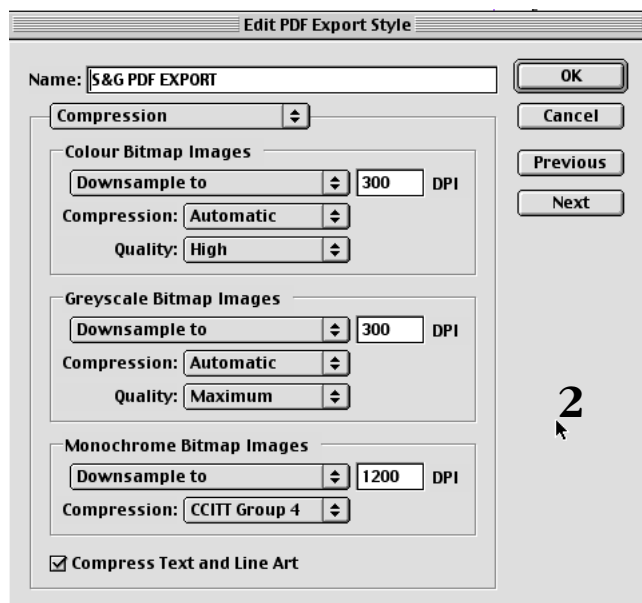 Edit PDF Export Style
Name: S&G PDF EXPORT
OK
Compression
Cancel
Colour Bitmap Images
Previous
Downsample to 300 DPI
Next
Compression: Automatic
Quality: High
Greyscale Bitmap Images
Downsample to 300 DPI
Compression: Automatic
Quality: Maximum
2
Monochrome Bitmap Images
Downsample to 1200 DPI
Compression: CCITT Group 4
Compress Text and Line Art